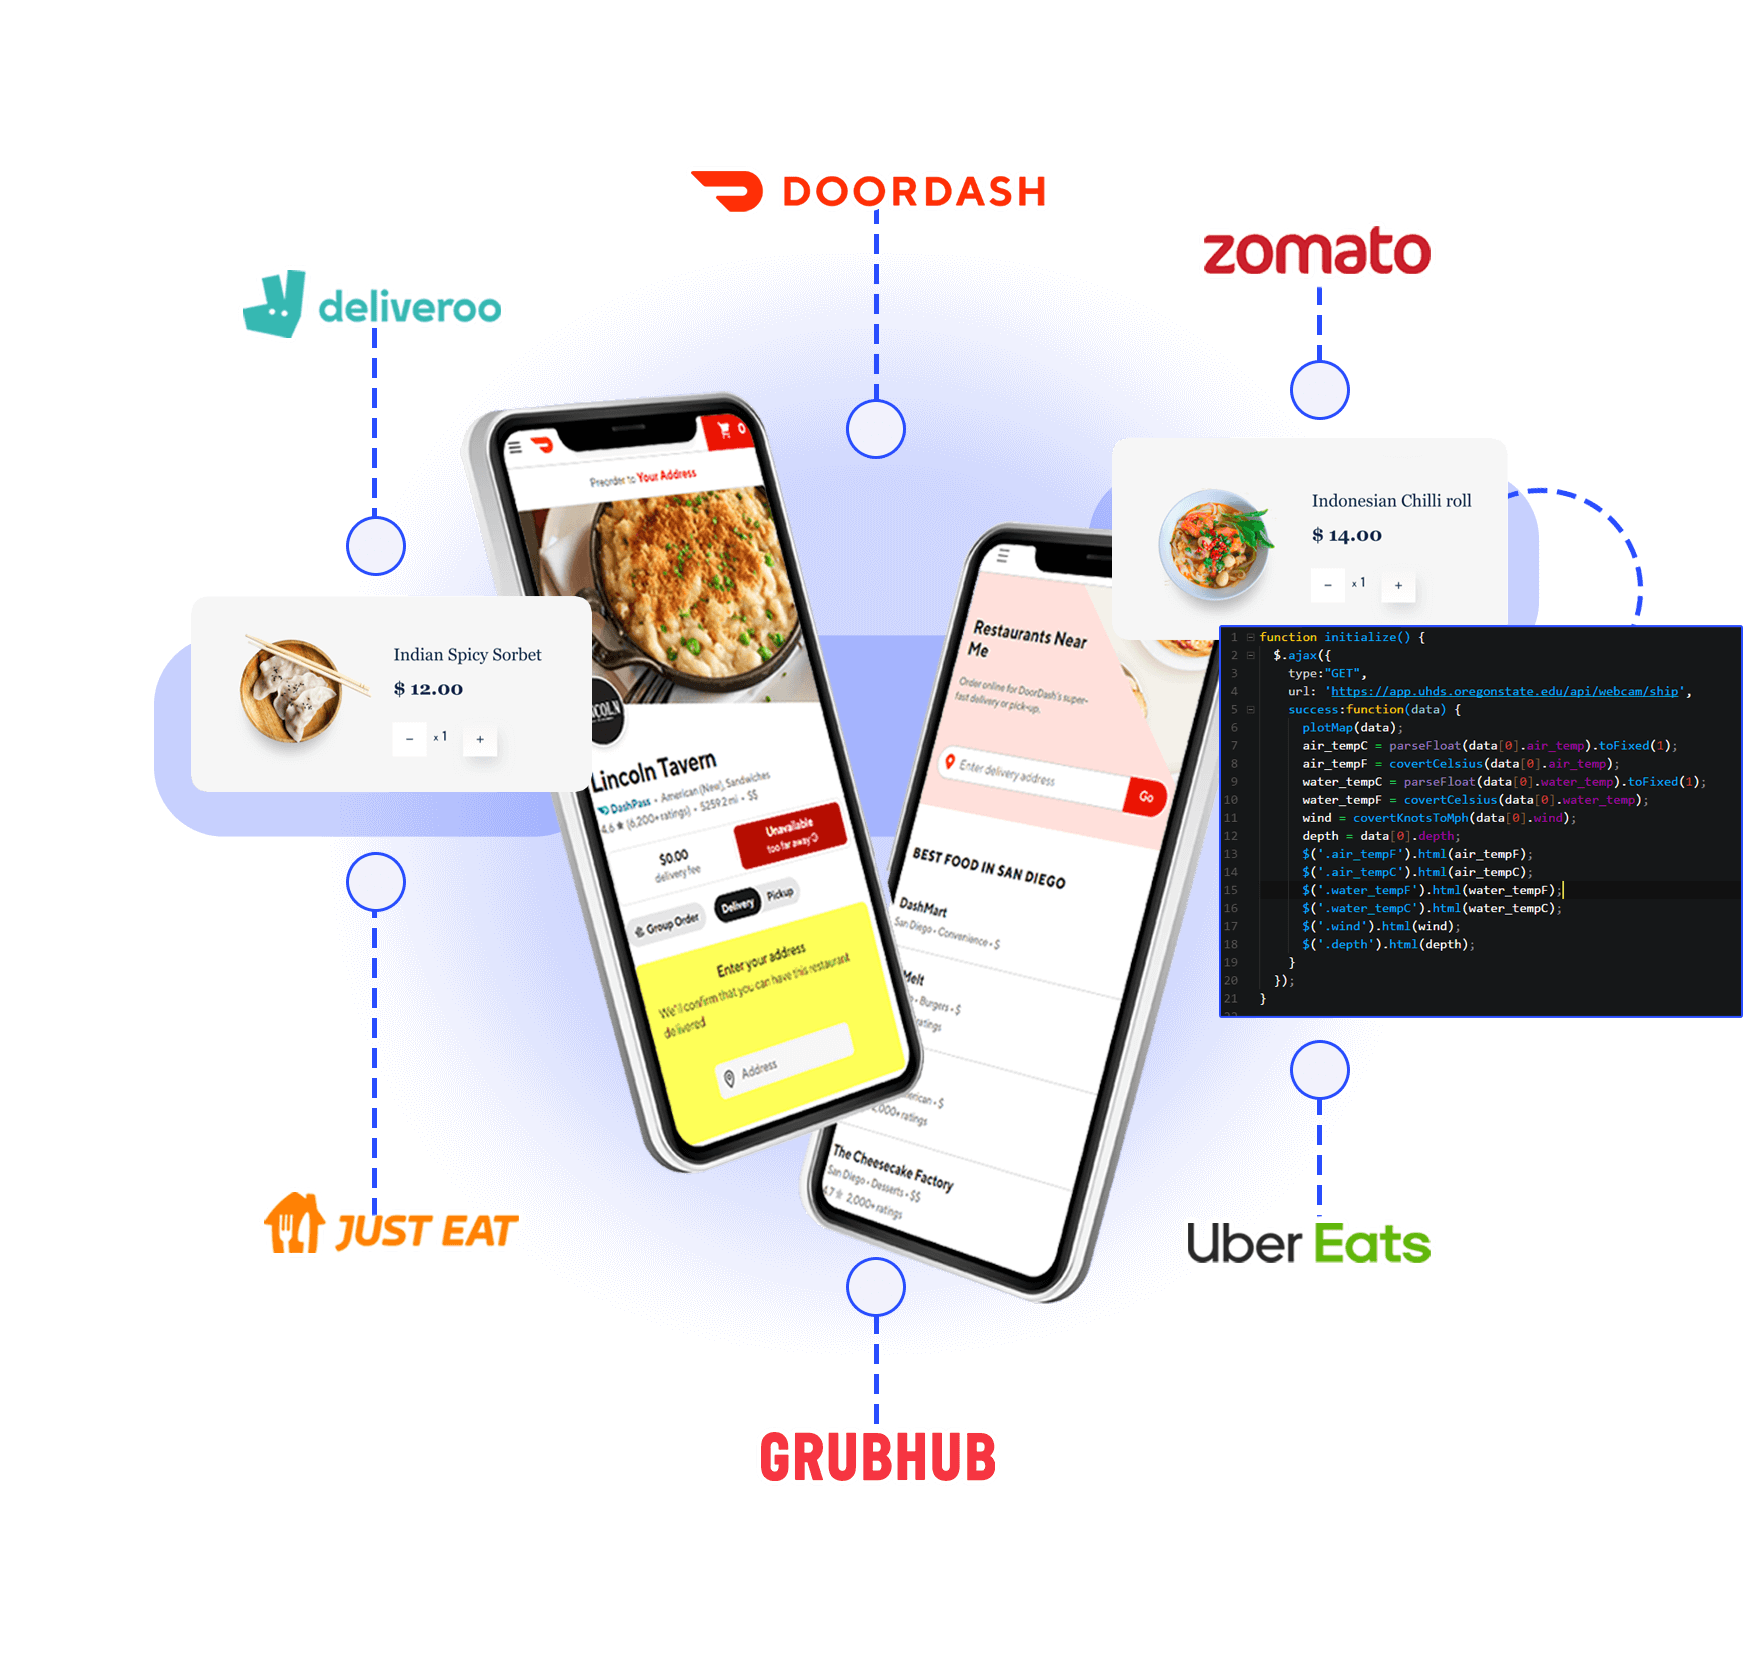 DOORDASH
zomato
deliveroo
0
Preorder to Your Address
Indonesian Chilli roll
$ 14.00
− x 1 +
Indian Spicy Sorbet
$ 12.00
− x 1 +
Lincoln Tavern
DashPass • American (New), Sandwiches
4.6 ★ (6,200+ ratings) • 5259.2 mi • $$
$0.00
delivery fee
Unavailable
too far away
Group Order
Delivery
Pickup
Enter your address
We'll confirm that you can have this restaurant
delivered
Address
Restaurants Near
Me
Order online for DoorDash's super-
fast delivery or pick-up.
Enter delivery address
Go
BEST FOOD IN SAN DIEGO
DashMart
San Diego • Convenience • $
Melt
• Burgers • $
ratings
• $
2,000+ ratings
The Cheesecake Factory
San Diego • Desserts • $$
4.7 ★ 2,000+ ratings
1 function initialize() {
2 $.ajax({
3 type:"GET",
4 url: 'https://app.uhds.oregonstate.edu/api/webcam/ship',
5 success:function(data) {
6 plotMap(data);
7 air_tempC = parseFloat(data[0].air_temp).toFixed(1);
8 air_tempF = covertCelsius(data[0].air_temp);
9 water_tempC = parseFloat(data[0].water_temp).toFixed(1);
10 water_tempF = covertCelsius(data[0].water_temp);
11 wind = covertKnotsToMph(data[0].wind);
12 depth = data[0].depth;
13 $('.air_tempF').html(air_tempF);
14 $('.air_tempC').html(air_tempC);
15 $('.water_tempF').html(water_tempF);
16 $('.water_tempC').html(water_tempC);
17 $('.wind').html(wind);
18 $('.depth').html(depth);
19 }
20 });
21 }
JUST EAT
Uber Eats
GRUBHUB